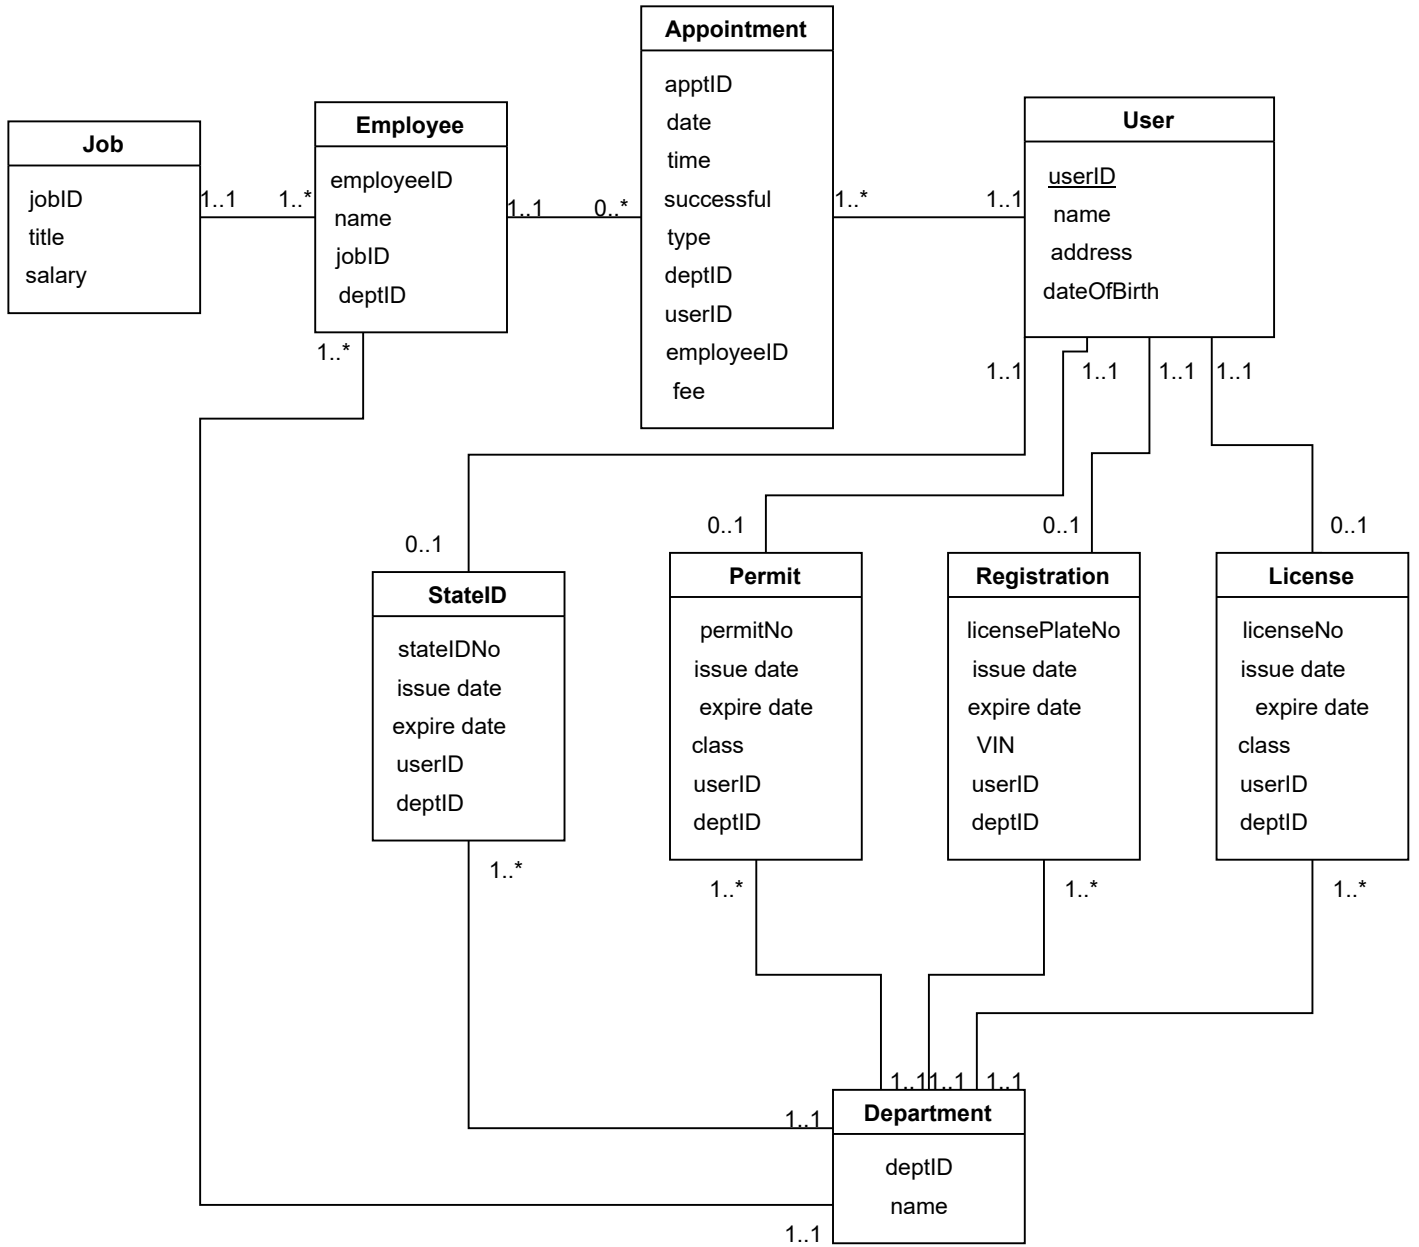 Appointment
apptID
date
time
successful
type
deptID
userID
employeeID
fee
Employee
employeeID
name
jobID
deptID
Job
jobID
title
salary
User
userID
name
address
dateOfBirth
1..1
1..*
1..1
0..*
1..*
1..1
1..*
1..1
1..1
1..1
1..1
0..1
0..1
0..1
0..1
StateID
stateIDNo
issue date
expire date
userID
deptID
Permit
permitNo
issue date
expire date
class
userID
deptID
Registration
licensePlateNo
issue date
expire date
VIN
userID
deptID
License
licenseNo
issue date
expire date
class
userID
deptID
1..*
1..*
1..*
1..*
1..1
1..1
1..1
1..1
Department
deptID
name
1..1